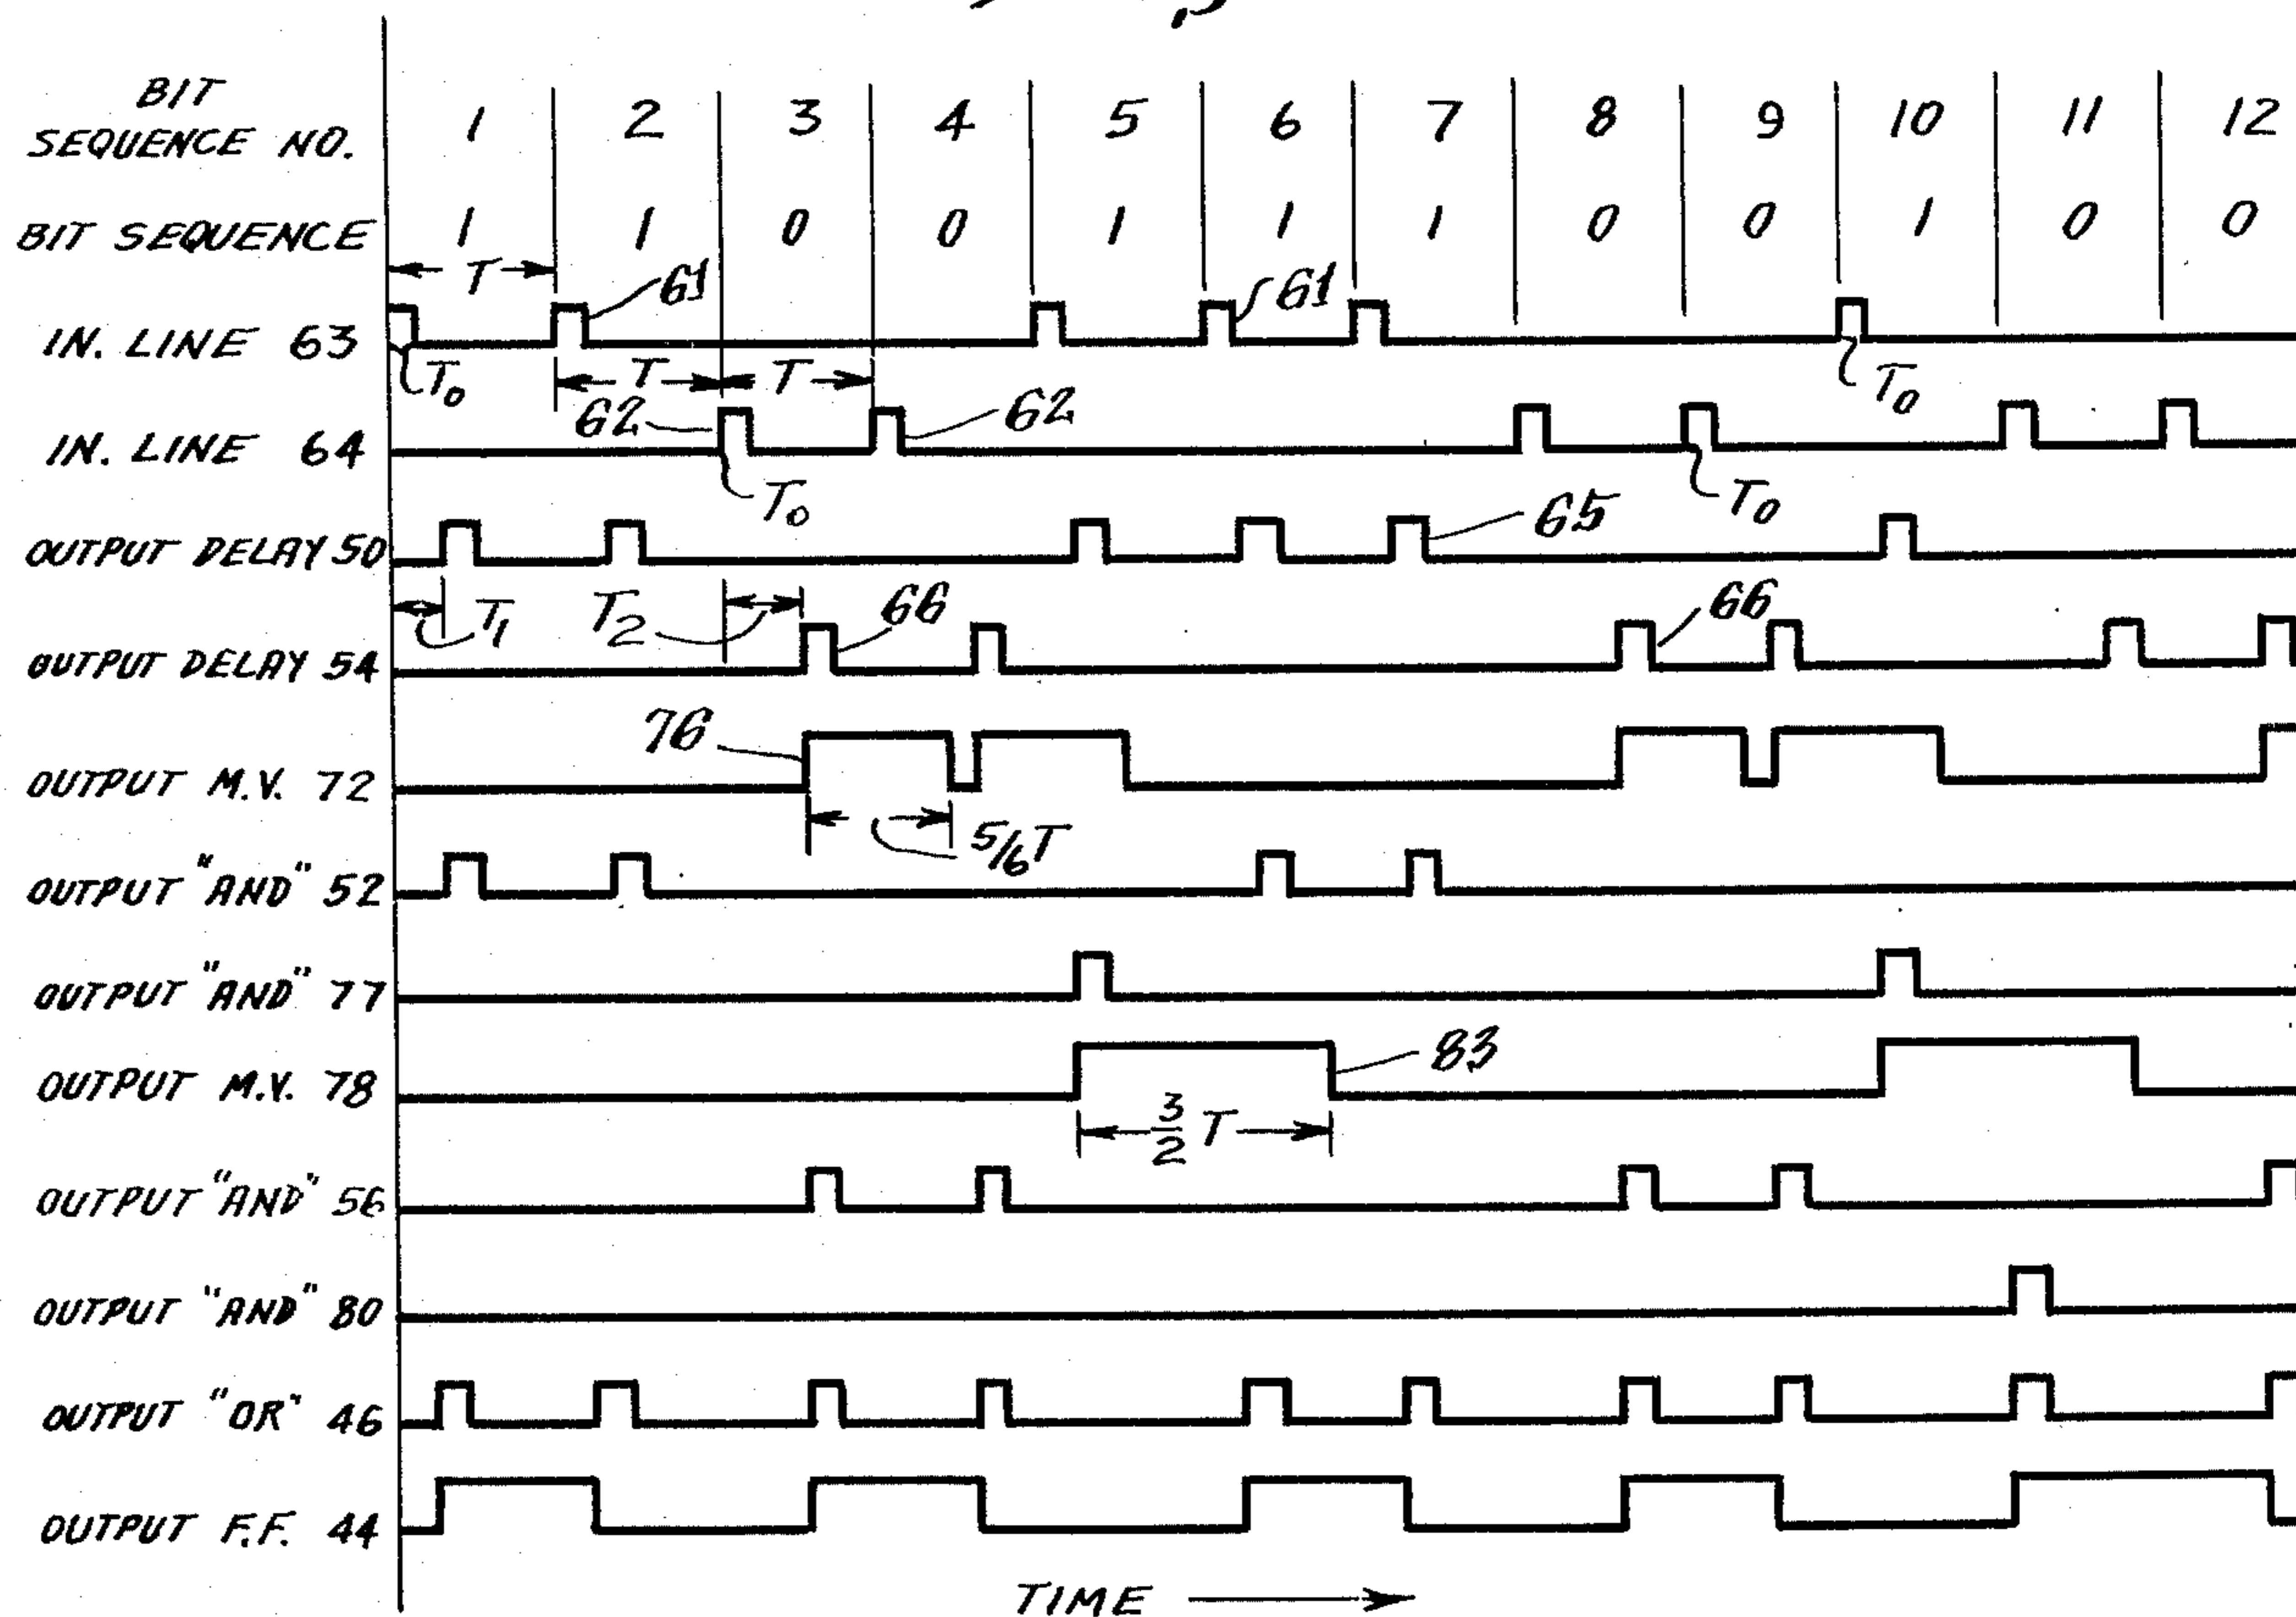 BIT
SEQUENCE NO. 1 2 3 4 5 6 7 8 9 10 11 12
BIT SEQUENCE 1 1 0 0 1 1 1 0 0 1 0 0
T 61 61
IN. LINE 63
T0 T T T0
62 62
IN. LINE 64
T0 65 T0
OUTPUT DELAY 50
T1 T2 66 66
OUTPUT DELAY 54
76
OUTPUT M.V. 72
5/6T
OUTPUT "AND" 52
OUTPUT "AND" 77
83
OUTPUT M.V. 78
3/2 T
OUTPUT "AND" 56
OUTPUT "AND" 80
OUTPUT "OR" 46
OUTPUT F.F. 44
TIME